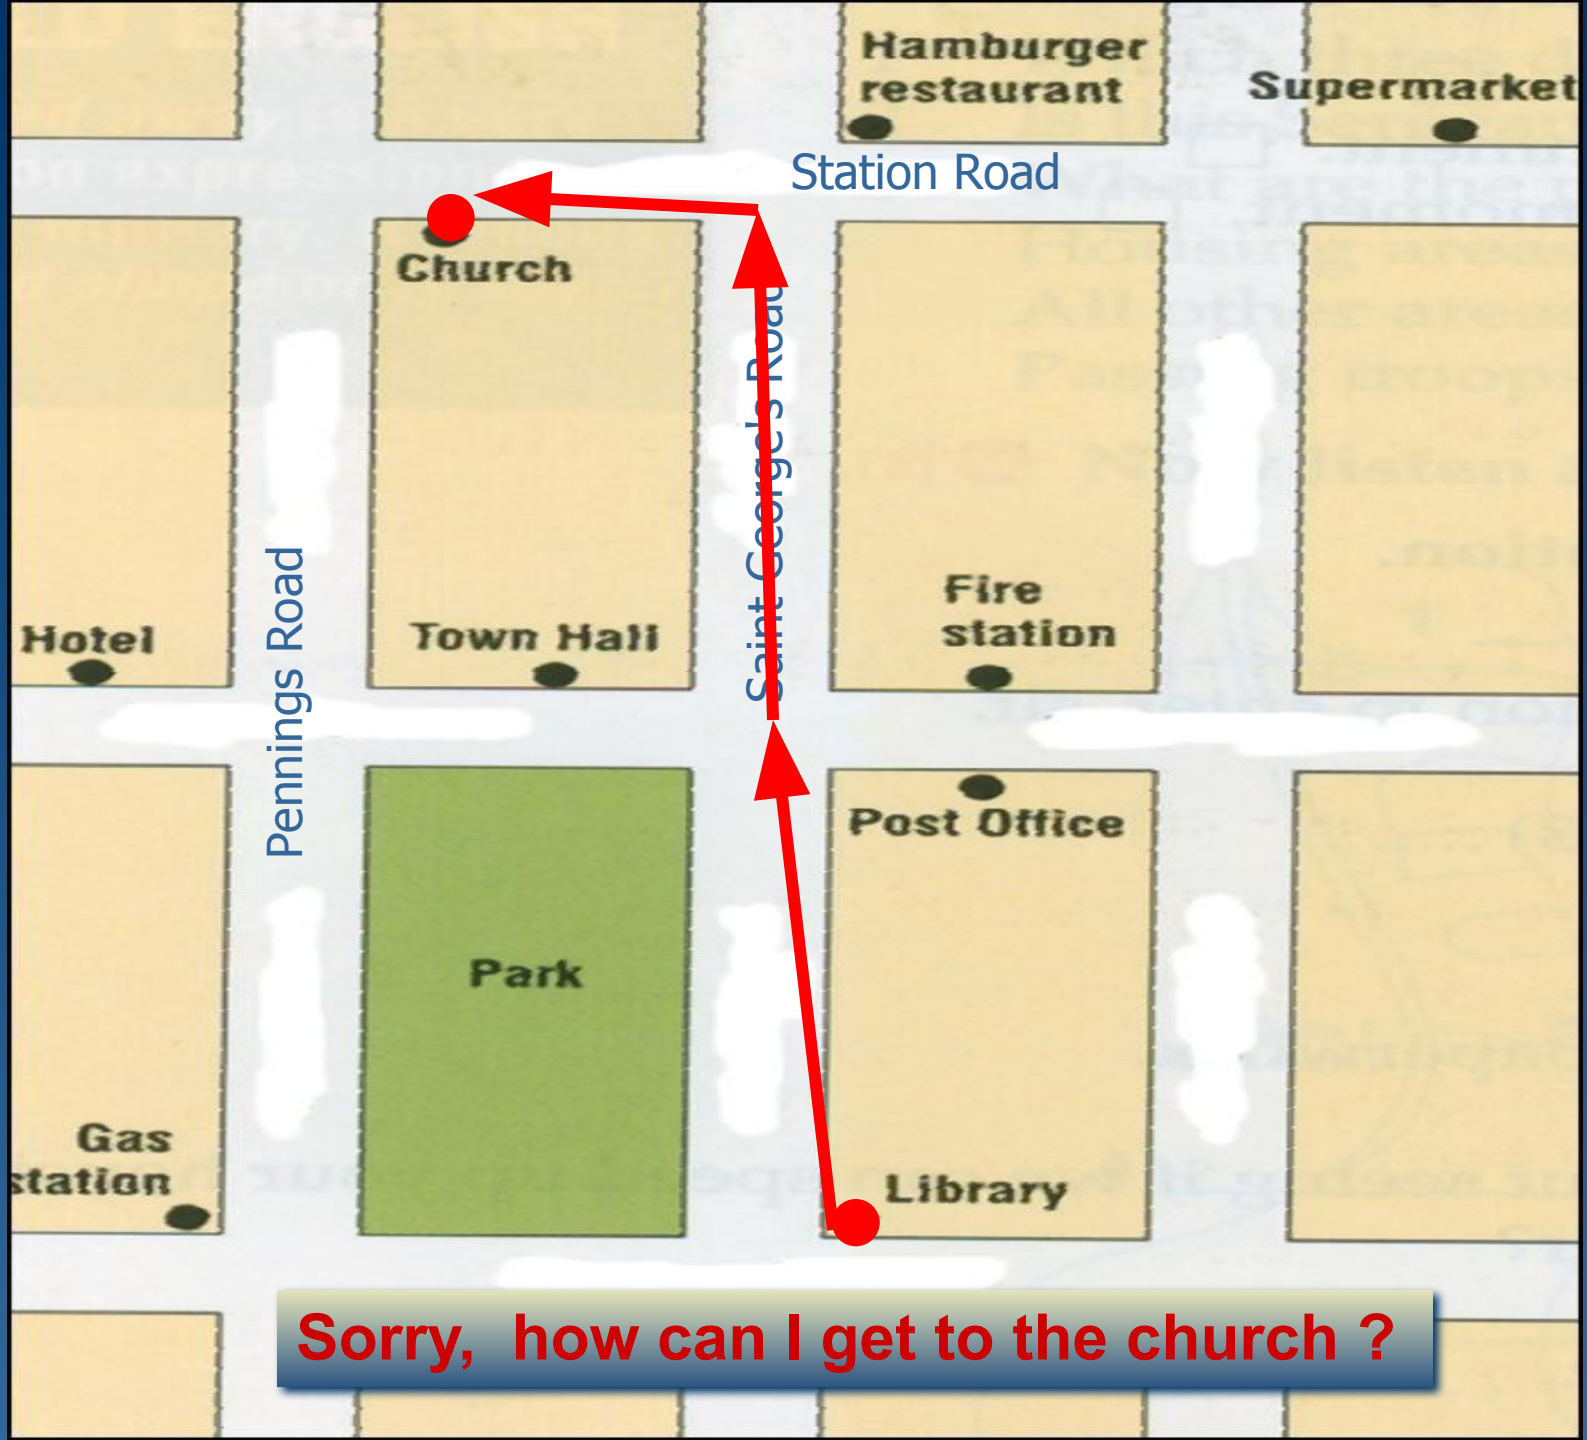 Hamburger
restaurant
Supermarket
Station Road
Church
Saint George's Road
Pennings Road
Hotel
Town Hall
Fire
station
Post Office
Park
Gas
station
Library
Sorry, how can I get to the church ?